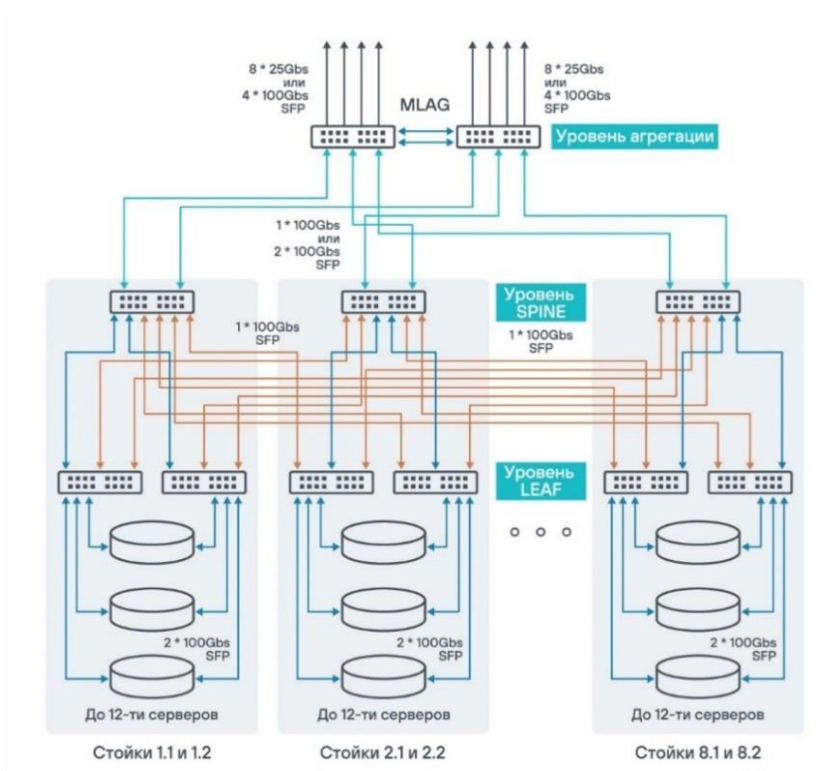 8 * 25Gbs
или
4 * 100Gbs
SFP
MLAG
8 * 25Gbs
или
4 * 100Gbs
SFP
Уровень агрегации
1 * 100Gbs
или
2 * 100Gbs
SFP
Уровень
SPINE
1 * 100Gbs
SFP
1 * 100Gbs
SFP
Уровень
LEAF
2 * 100Gbs
SFP
2 * 100Gbs
SFP
2 * 100Gbs
SFP
До 12-ти серверов
До 12-ти серверов
До 12-ти серверов
Стойки 1.1 и 1.2
Стойки 2.1 и 2.2
Стойки 8.1 и 8.2